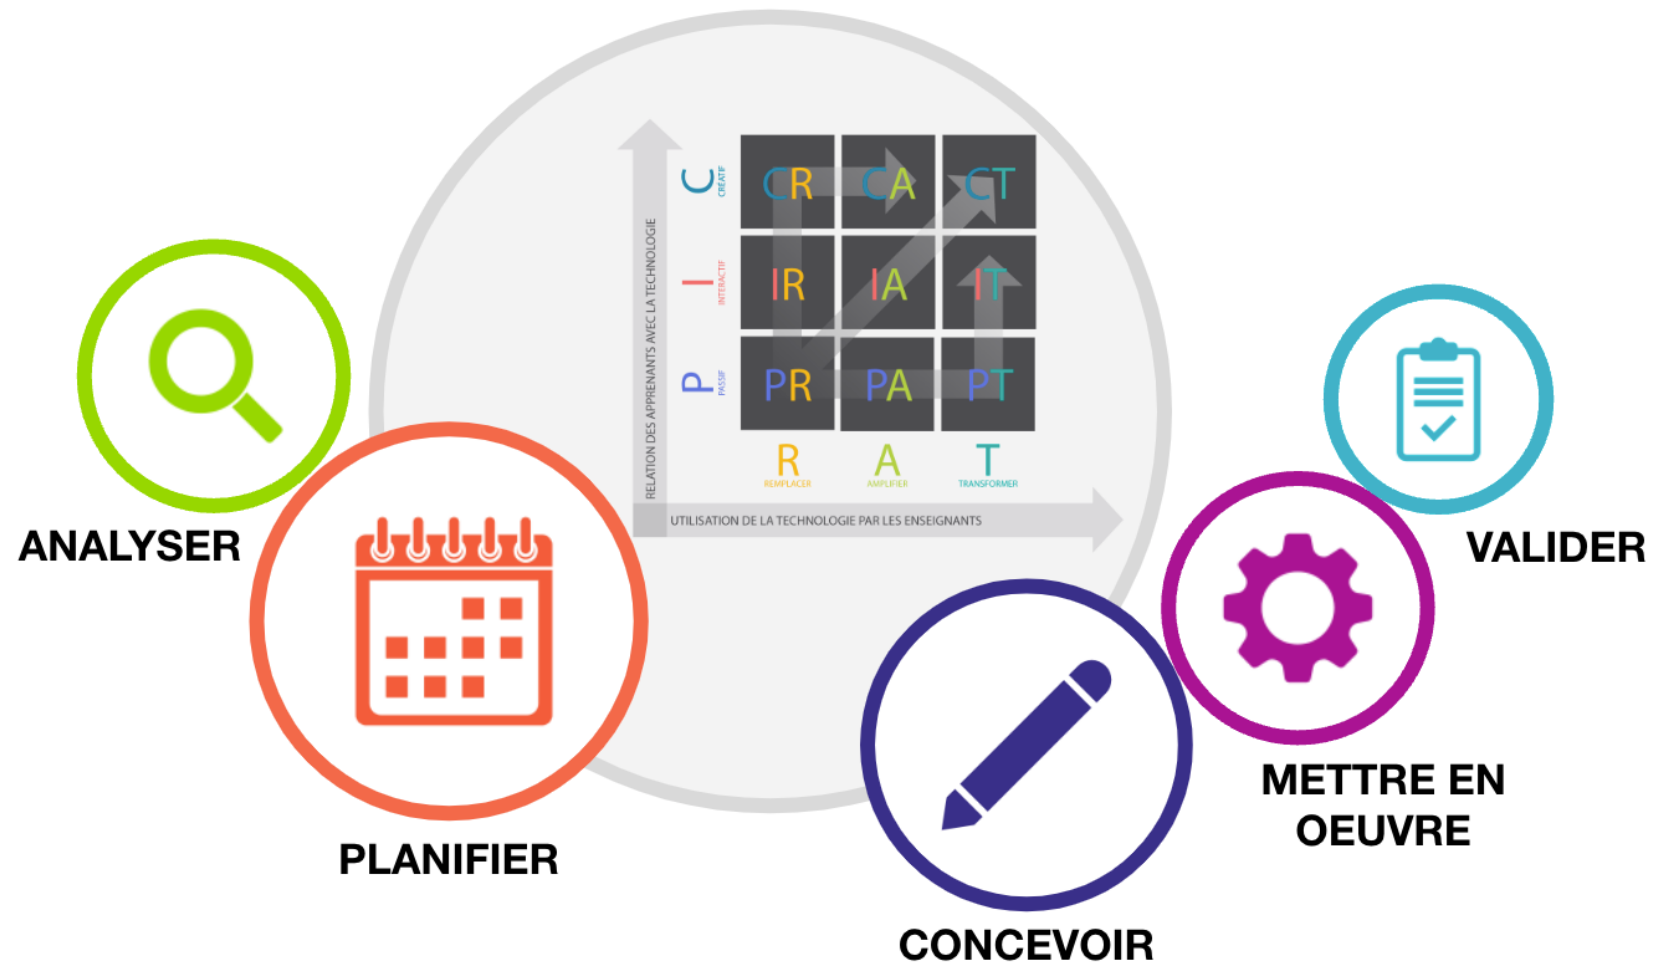 C
CRÉATIF
CR
CA
CT
I
INTERACTIF
IR
IA
IT
P
PASSIF
PR
PA
PT
RELATION DES APPRENANTS AVEC LA TECHNOLOGIE
R
A
T
REMPLACER
AMPLIFIER
TRANSFORMER
UTILISATION DE LA TECHNOLOGIE PAR LES ENSEIGNANTS
ANALYSER
PLANIFIER
CONCEVOIR
METTRE EN
OEUVRE
VALIDER